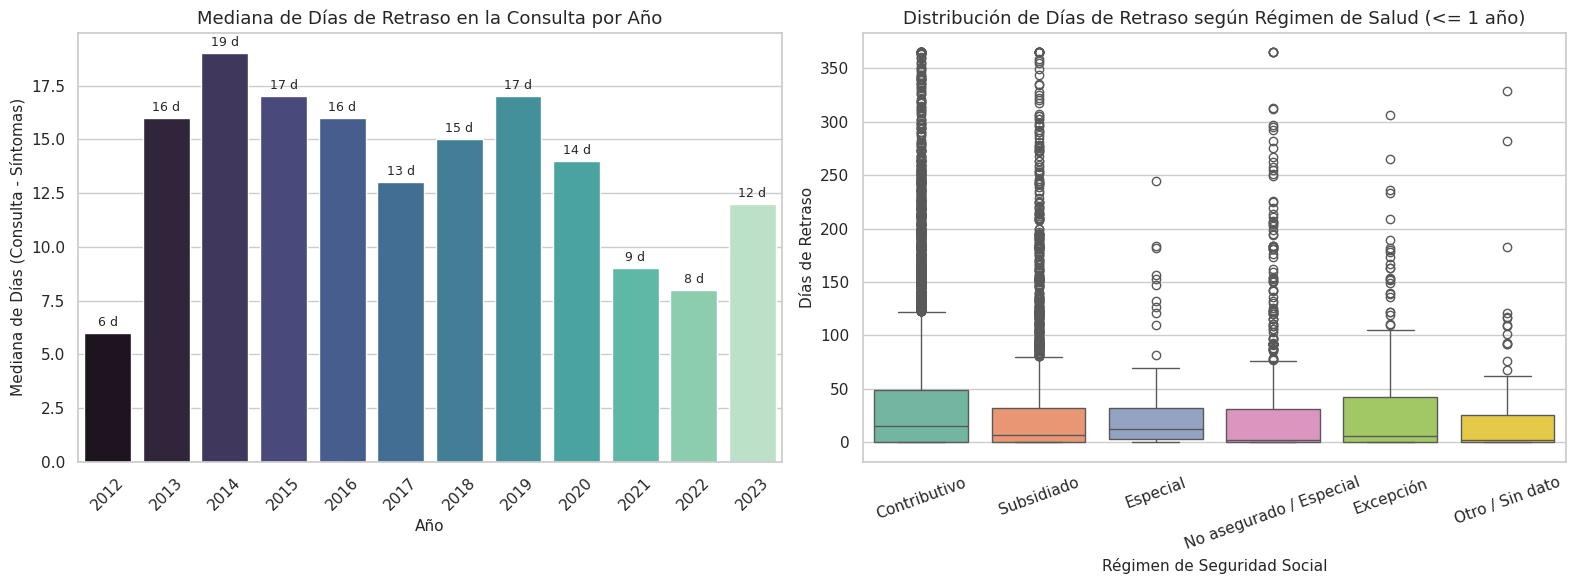 Mediana de Días de Retraso en la Consulta por Año
Mediana de Días (Consulta - Síntomas)
17.5
15.0
12.5
10.0
7.5
5.0
2.5
0.0
6 d
16 d
19 d
17 d
16 d
13 d
15 d
17 d
14 d
9 d
8 d
12 d
2012
2013
2014
2015
2016
2017
2018
2019
2020
2021
2022
2023
Año
Distribución de Días de Retraso según Régimen de Salud (<= 1 año)
Días de Retraso
350
300
250
200
150
100
50
0
Contributivo
Subsidiado
Especial
No asegurado / Especial
Excepción
Otro / Sin dato
Régimen de Seguridad Social